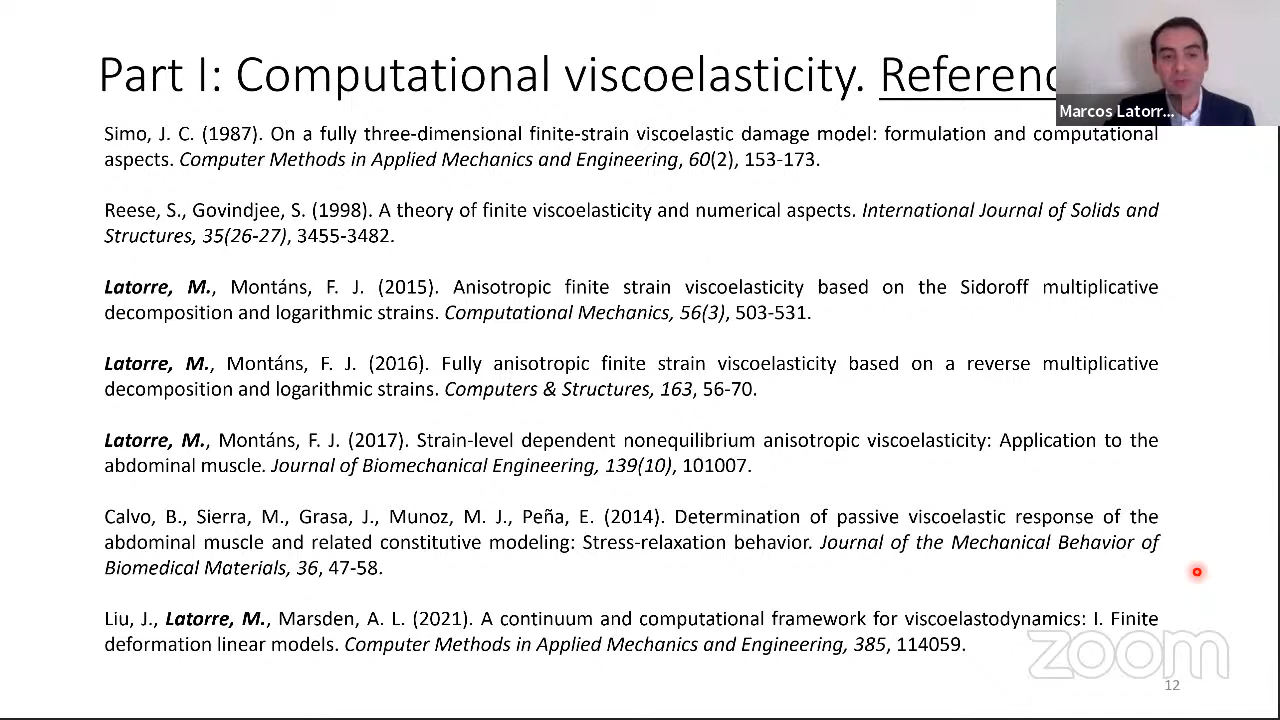 Part I: Computational viscoelasticity. Referenc
Marcos Latorr...
Simo, J. C. (1987). On a fully three-dimensional finite-strain viscoelastic damage model: formulation and computational
aspects. Computer Methods in Applied Mechanics and Engineering, 60(2), 153-173.
Reese, S., Govindjee, S. (1998). A theory of finite viscoelasticity and numerical aspects. International Journal of Solids and
Structures, 35(26-27), 3455-3482.
Latorre, M., Montáns, F. J. (2015). Anisotropic finite strain viscoelasticity based on the Sidoroff multiplicative
decomposition and logarithmic strains. Computational Mechanics, 56(3), 503-531.
Latorre, M., Montáns, F. J. (2016). Fully anisotropic finite strain viscoelasticity based on a reverse multiplicative
decomposition and logarithmic strains. Computers & Structures, 163, 56-70.
Latorre, M., Montáns, F. J. (2017). Strain-level dependent nonequilibrium anisotropic viscoelasticity: Application to the
abdominal muscle. Journal of Biomechanical Engineering, 139(10), 101007.
Calvo, B., Sierra, M., Grasa, J., Munoz, M. J., Peña, E. (2014). Determination of passive viscoelastic response of the
abdominal muscle and related constitutive modeling: Stress-relaxation behavior. Journal of the Mechanical Behavior of
Biomedical Materials, 36, 47-58.
Liu, J., Latorre, M., Marsden, A. L. (2021). A continuum and computational framework for viscoelastodynamics: I. Finite
deformation linear models. Computer Methods in Applied Mechanics and Engineering, 385, 114059.
zoom
12